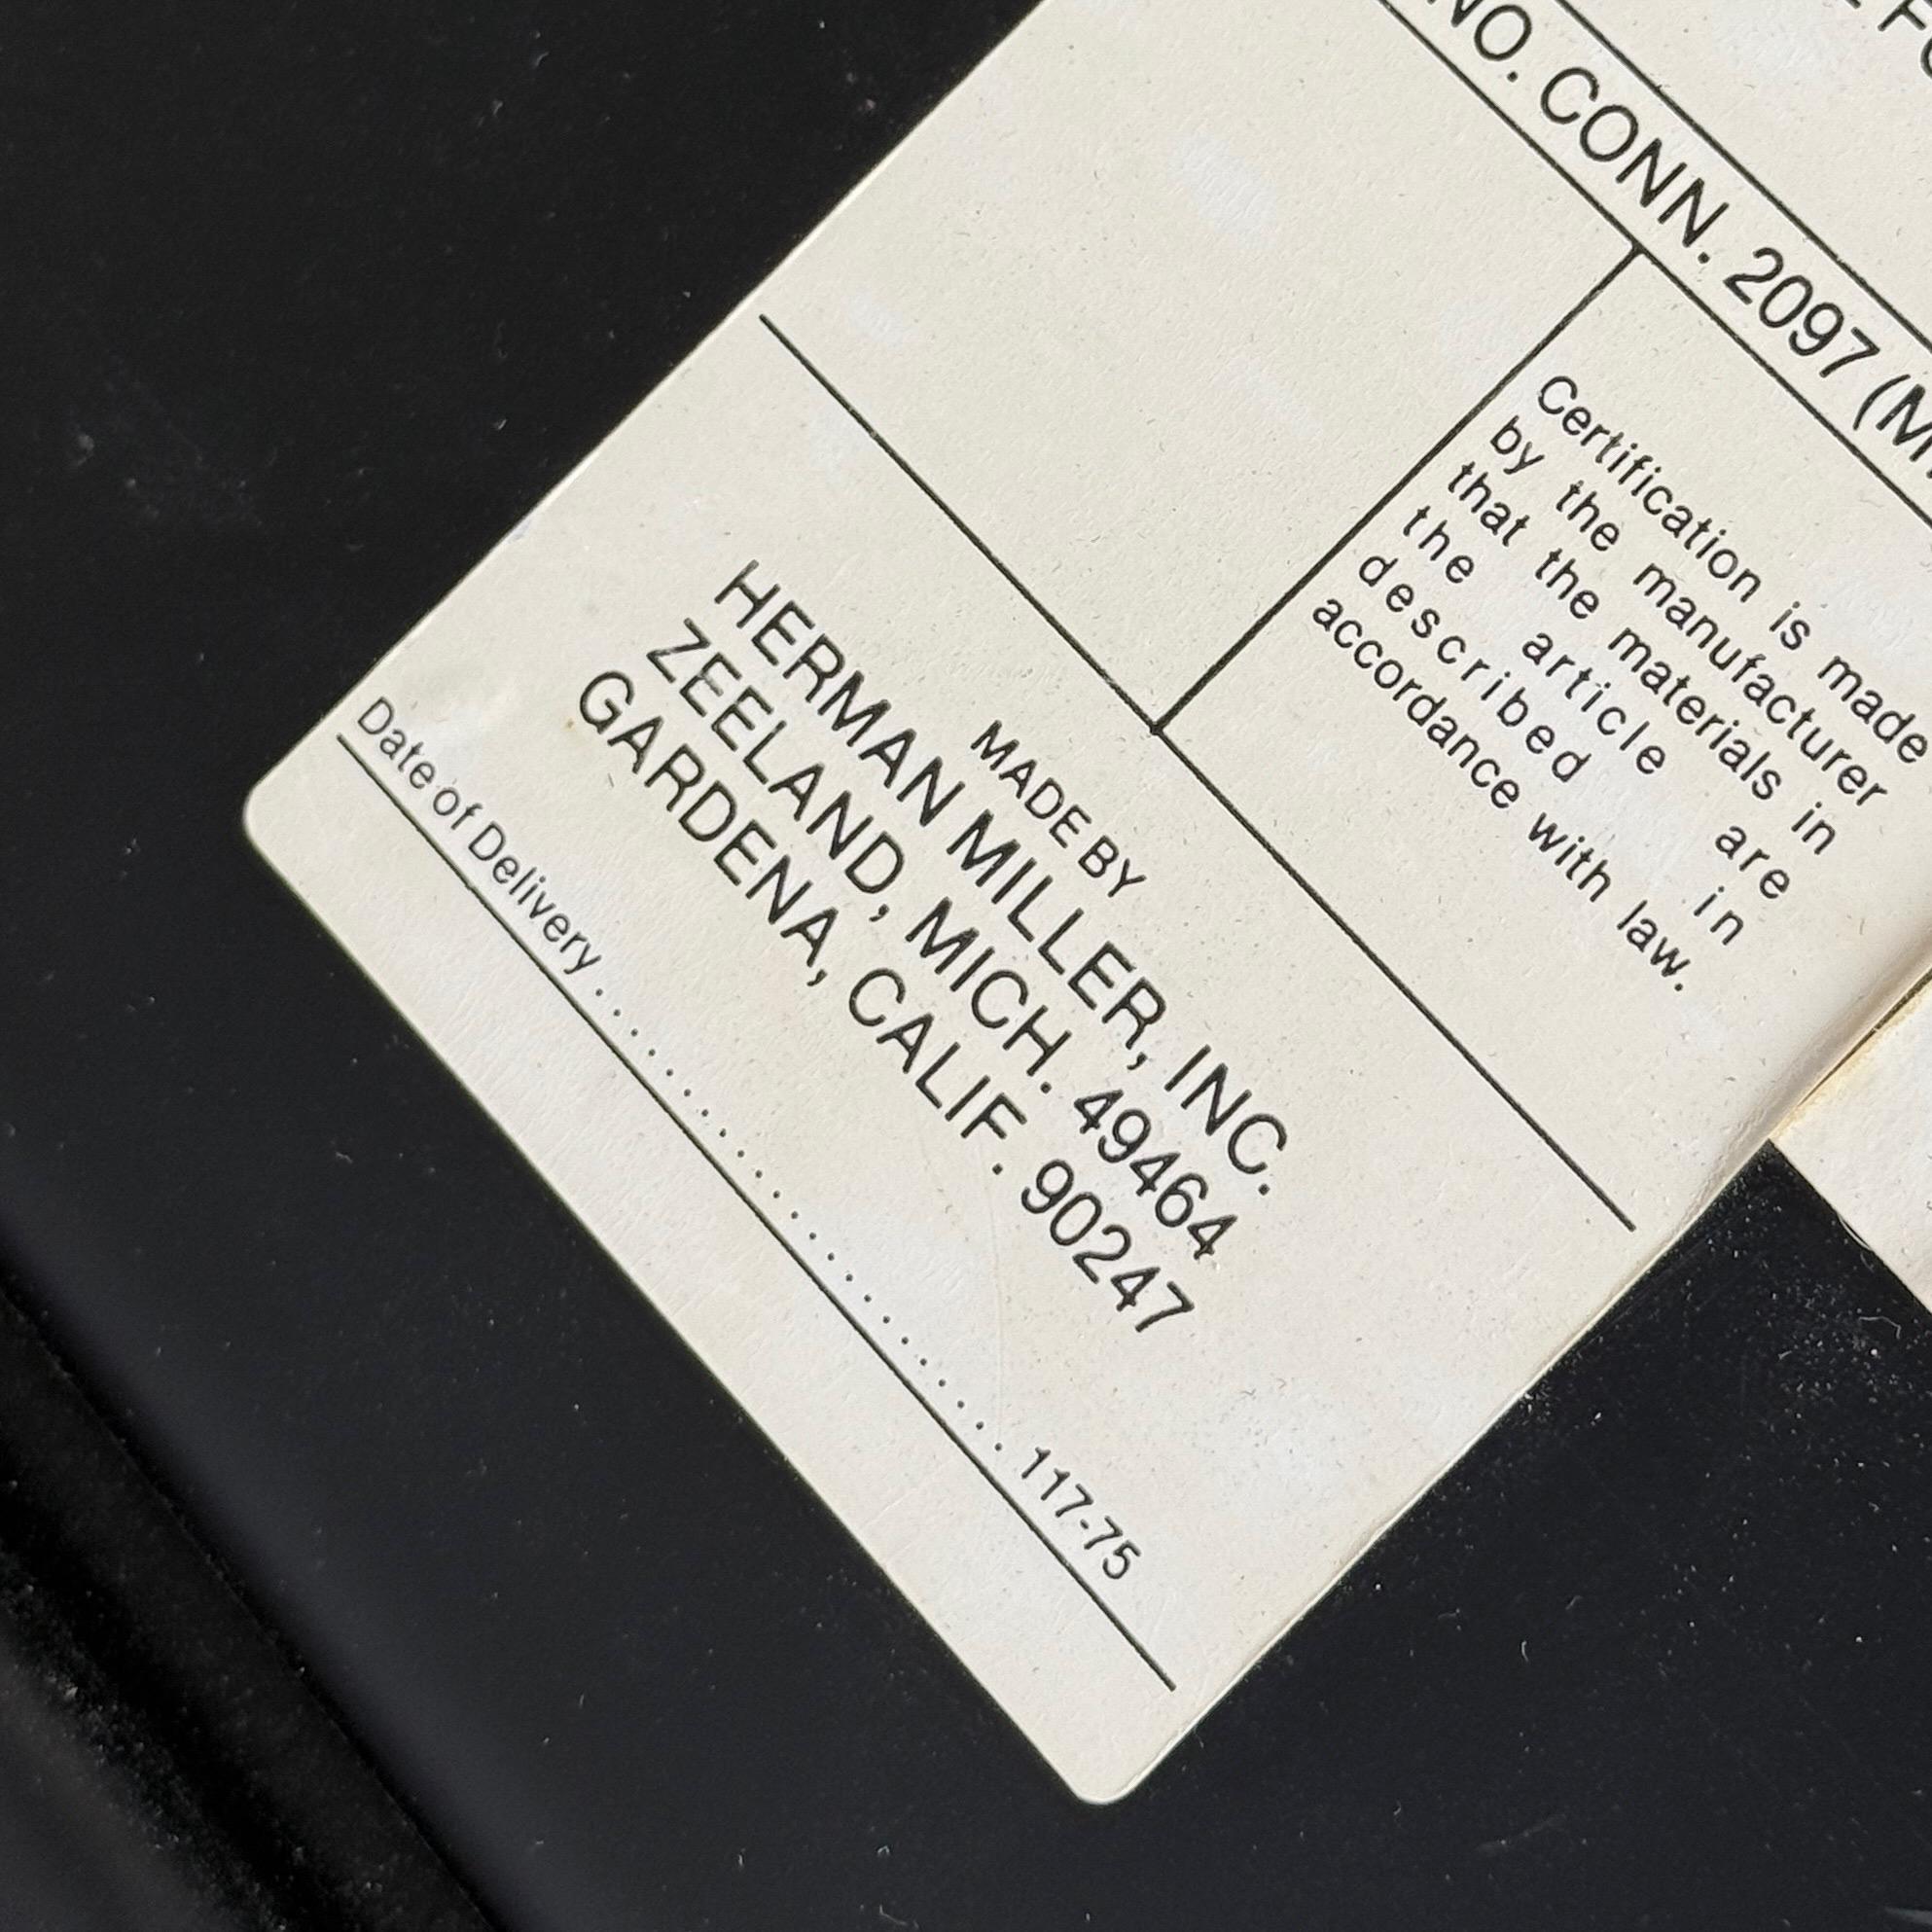 NO. CONN. 2097
Certification is made
by the manufacturer
that the materials in
the article are
described in
accordance with law.
MADE BY
HERMAN MILLER, INC.
ZEELAND, MICH. 49464
GARDENA, CALIF. 90247
Date of Delivery .............................. 117-75